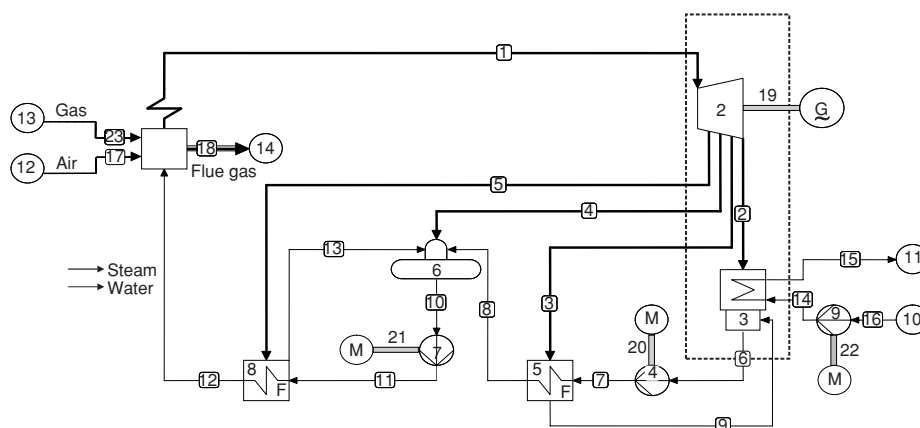 1
13 Gas 23
2 19 G
12 Air 17 18 14
Flue gas
5
4
2
13
15 11
6
Steam
Water
10 8 3 14
M 9 16 10
3
M 21 7 20 6 22
8 5
12 F 11 F 7 4 M
9